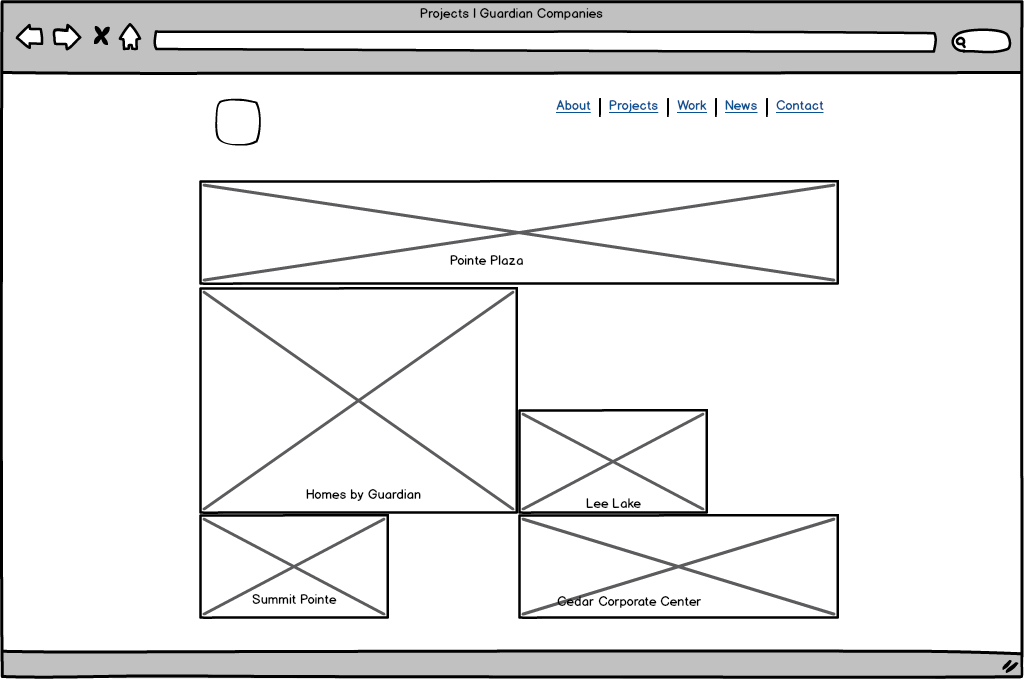 Projects | Guardian Companies
About | Projects | Work | News | Contact
Pointe Plaza
Homes by Guardian
Lee Lake
Summit Pointe
Cedar Corporate Center